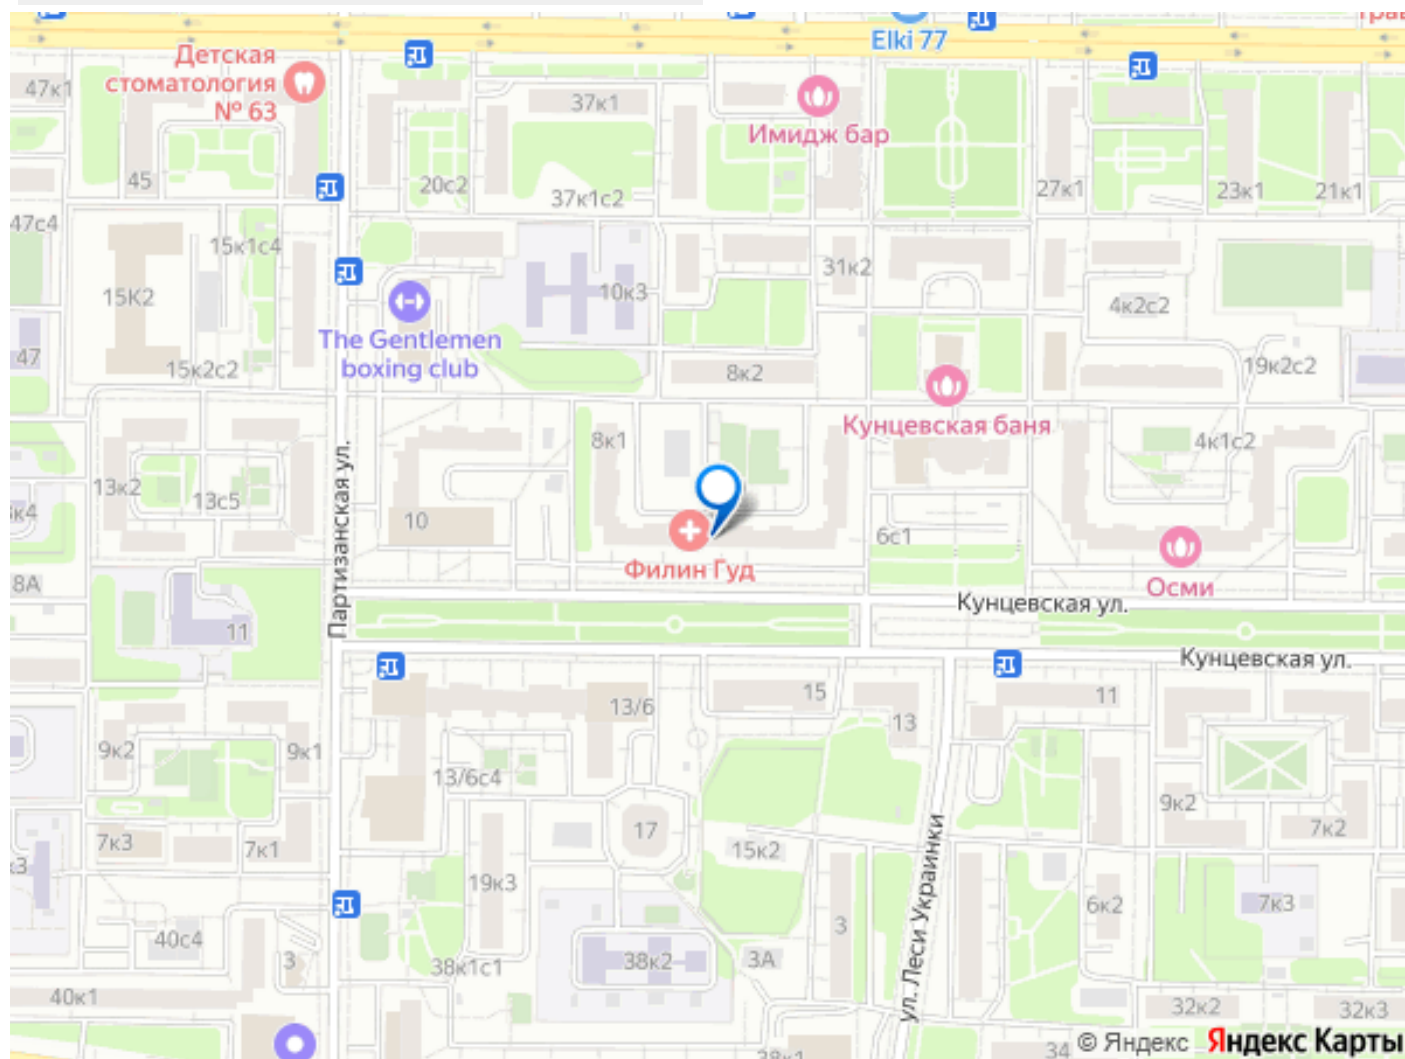 Elki 77
Детская
стоматология
№ 63
47к1
37к1
Имидж бар
45
20с2
37к1с2
27к1
23к1
21к1
47с4
15к1с4
31к2
15К2
10к3
4к2с2
The Gentlemen
boxing club
47
15к2с2
8к2
19к2с2
Кунцевская баня
8к1
4к1с2
Партизанская ул.
13к2
13с5
10
6с1
Филин Гуд
Осми
8А
Кунцевская ул.
11
Кунцевская ул.
13/6
15
13
11
9к2
9к1
13/6с4
9к2
7к3
7к1
17
15к2
7к2
ул. Леси Украинки
19к3
3
6к2
7к3
40с4
3
38к1с1
38к2
3А
40к1
32к2
32к3
34
© Яндекс Яндекс Карты